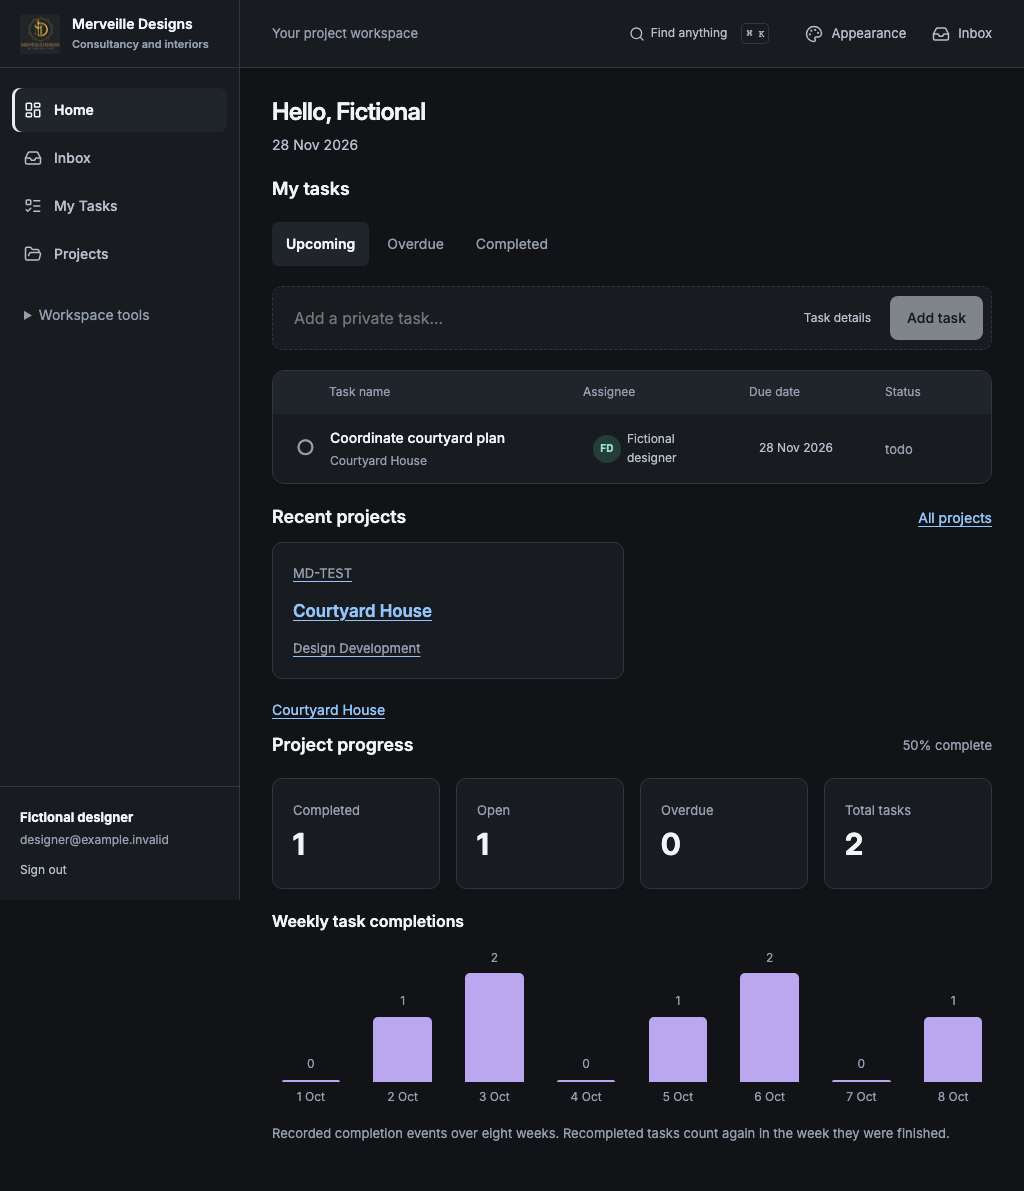 Merveille Designs
Consultancy and interiors
Your project workspace
Find anything
⌘ K
Appearance
Inbox
Home
Inbox
My Tasks
Projects
Workspace tools
Hello, Fictional
28 Nov 2026
My tasks
Upcoming
Overdue
Completed
Add a private task...
Task details
Add task
Task name
Assignee
Due date
Status
Coordinate courtyard plan
Courtyard House
FD
Fictional
designer
28 Nov 2026
todo
Recent projects
All projects
MD-TEST
Courtyard House
Design Development
Courtyard House
Project progress
50% complete
Completed
1
Open
1
Overdue
0
Total tasks
2
Fictional designer
designer@example.invalid
Sign out
Weekly task completions
0
1
2
0
1
2
0
1
1 Oct
2 Oct
3 Oct
4 Oct
5 Oct
6 Oct
7 Oct
8 Oct
Recorded completion events over eight weeks. Recompleted tasks count again in the week they were finished.